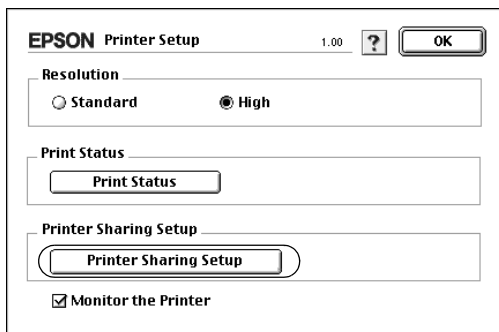 EPSON Printer Setup 1.00 ? OK
Resolution
Standard High
Print Status
Print Status
Printer Sharing Setup
Printer Sharing Setup
Monitor the Printer